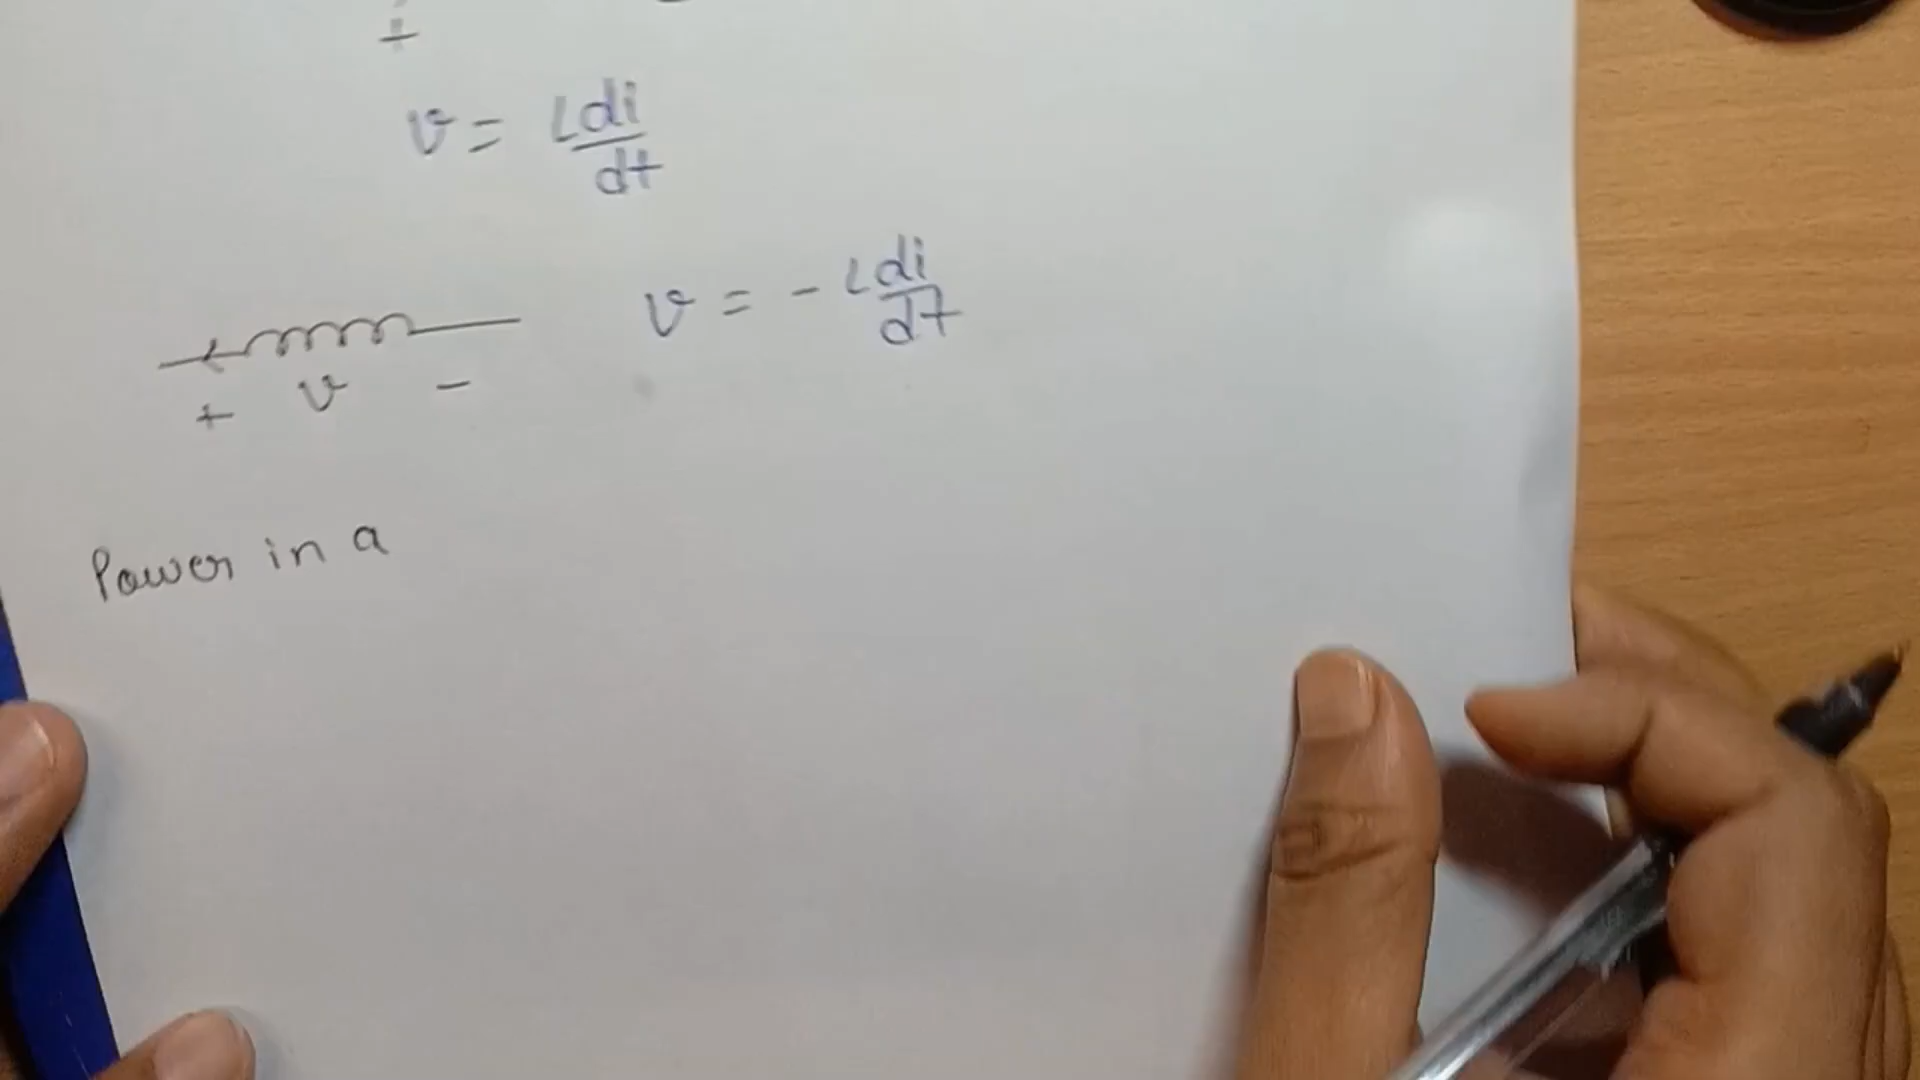 +
v = L di/dt
v = - L di/dt
+ v -
Power in a